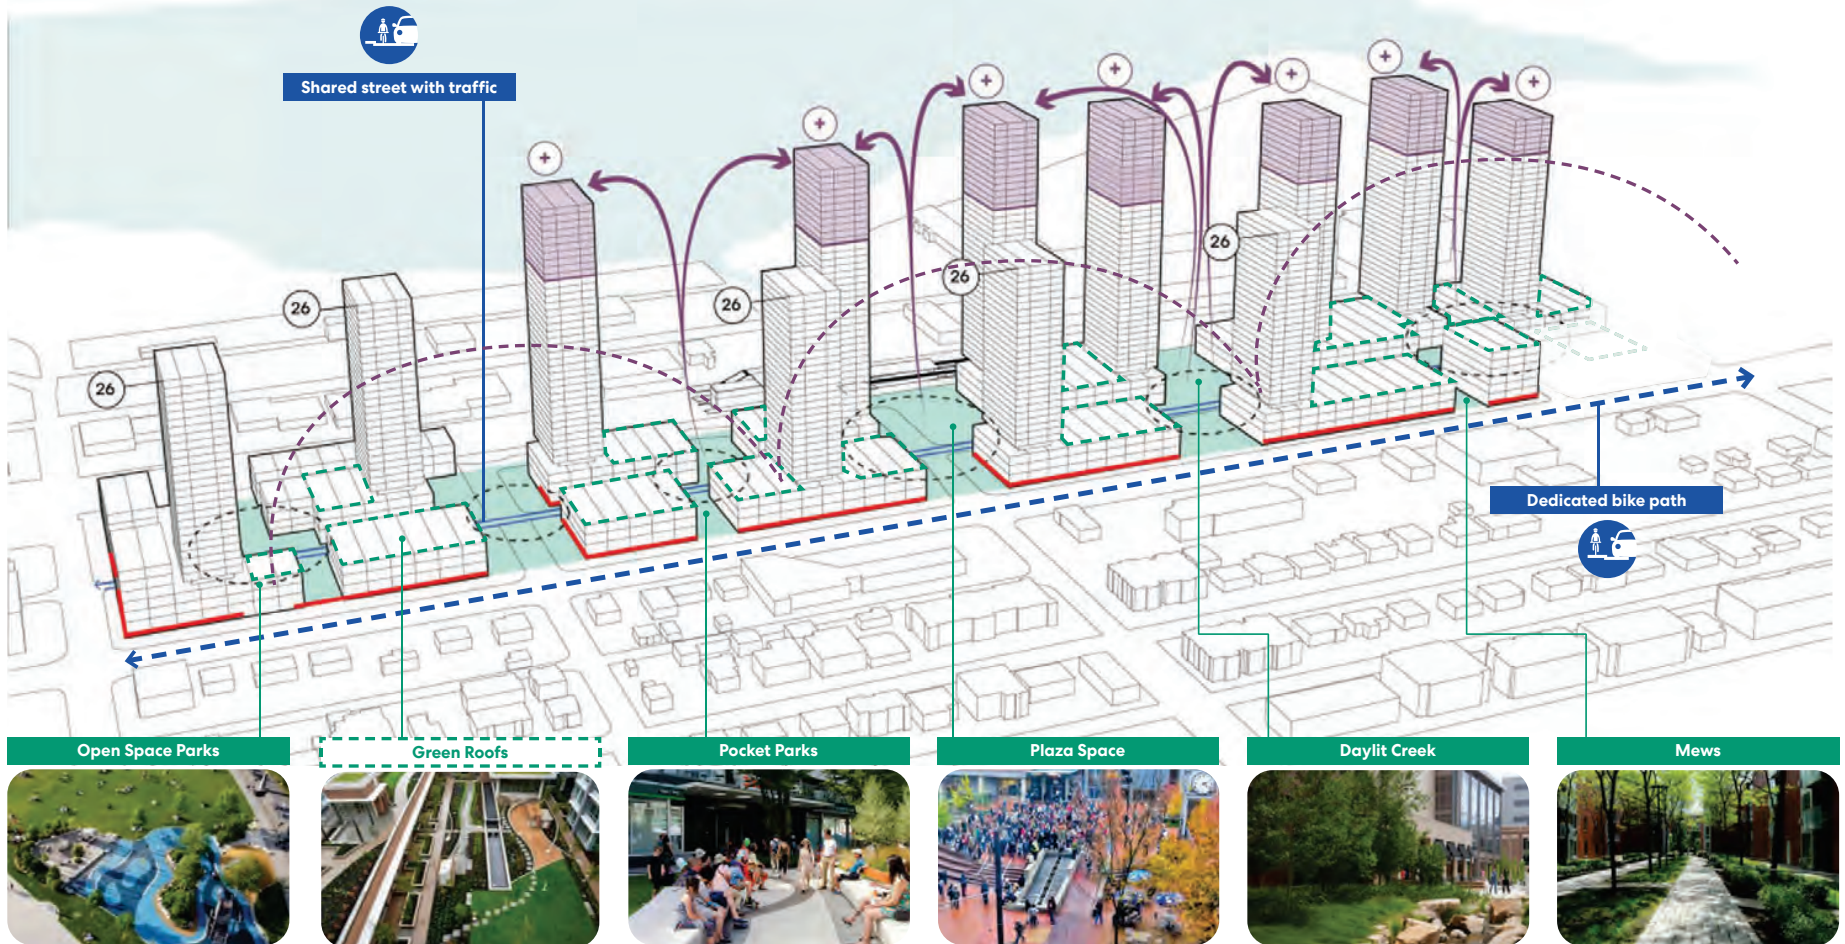 Shared street with traffic
+
+
+
+
+
+
+
26
26
26
26
26
Dedicated bike path
Open Space Parks
Green Roofs
Pocket Parks
Plaza Space
Daylit Creek
Mews